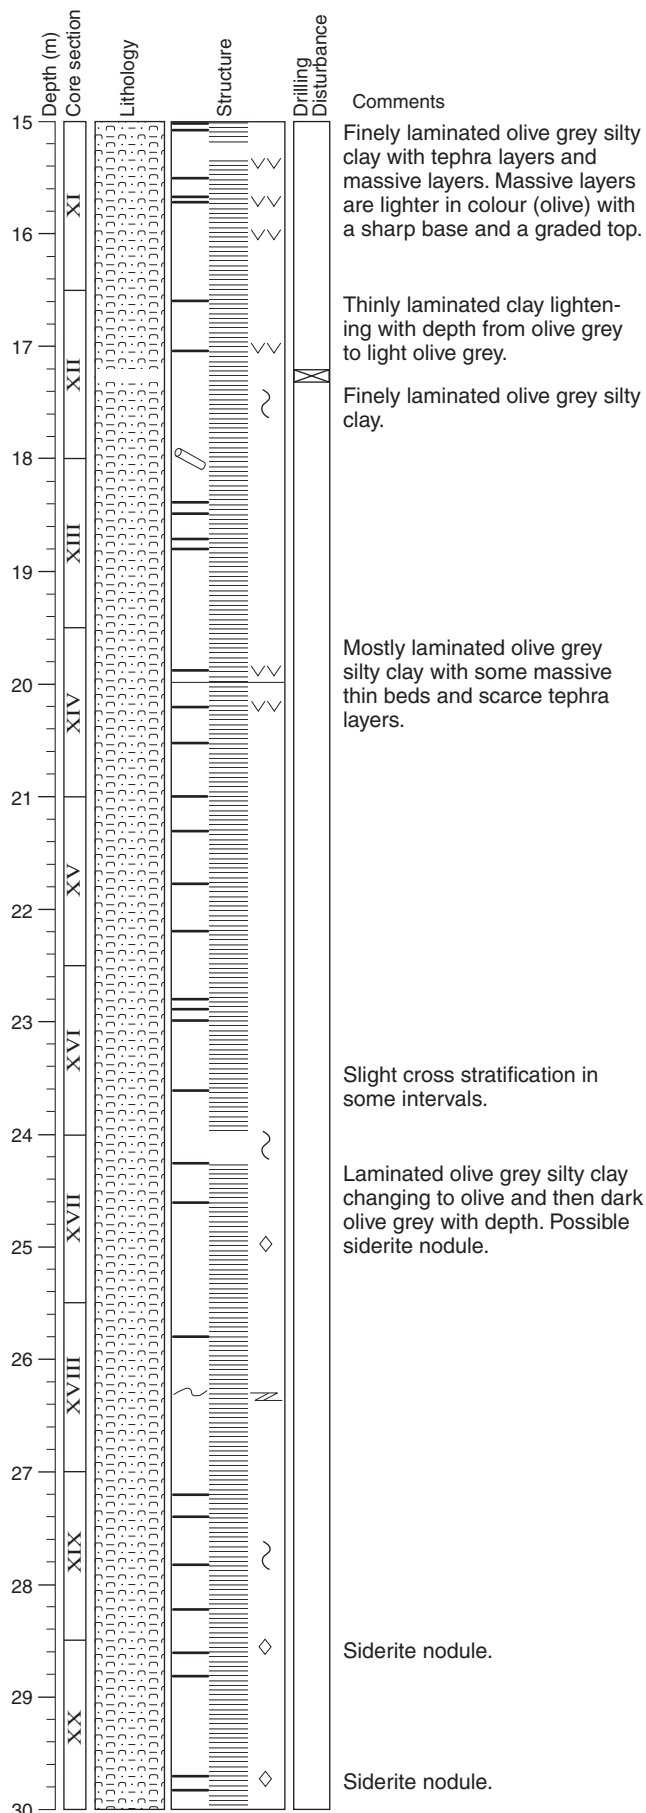 Depth (m)
Core section
Lithology
Structure
Drilling
Disturbance
Comments
15
Finely laminated olive grey silty
clay with tephra layers and
massive layers. Massive layers
are lighter in colour (olive) with
a sharp base and a graded top.
XI
16
Thinly laminated clay lighten-
ing with depth from olive grey
to light olive grey.
17
XII
Finely laminated olive grey silty
clay.
18
XIII
19
Mostly laminated olive grey
silty clay with some massive
thin beds and scarce tephra
layers.
20
XIV
21
XV
22
23
XVI
Slight cross stratification in
some intervals.
24
Laminated olive grey silty clay
changing to olive and then dark
olive grey with depth. Possible
siderite nodule.
XVII
25
26
XVIII
27
XIX
28
Siderite nodule.
29
XX
Siderite nodule.
30